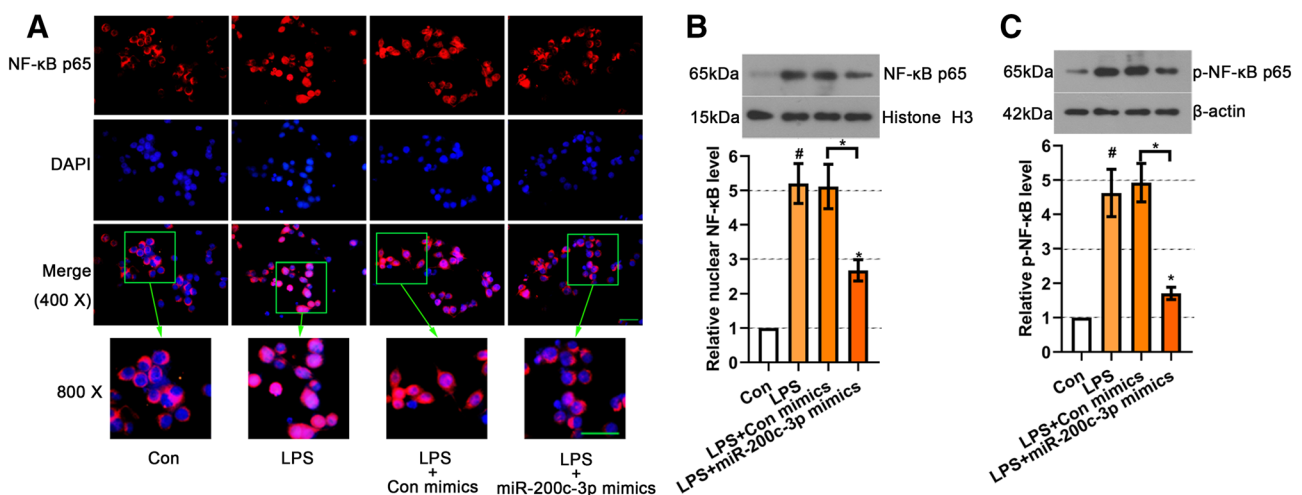 A
NF-κB p65
DAPI
Merge
(400 X)
800 X
Con
LPS
LPS
+
Con mimics
LPS
+
miR-200c-3p mimics
B
65kDa
NF-κB p65
15kDa
Histone H3
Relative nuclear NF-κB level
6
5
4
3
2
1
0
#
*
*
Con
LPS
LPS+Con mimics
LPS+miR-200c-3p mimics
C
65kDa
p-NF-κB p65
42kDa
β-actin
Relative p-NF-κB level
6
5
4
3
2
1
0
#
*
*
Con
LPS
LPS+Con mimics
LPS+miR-200c-3p mimics